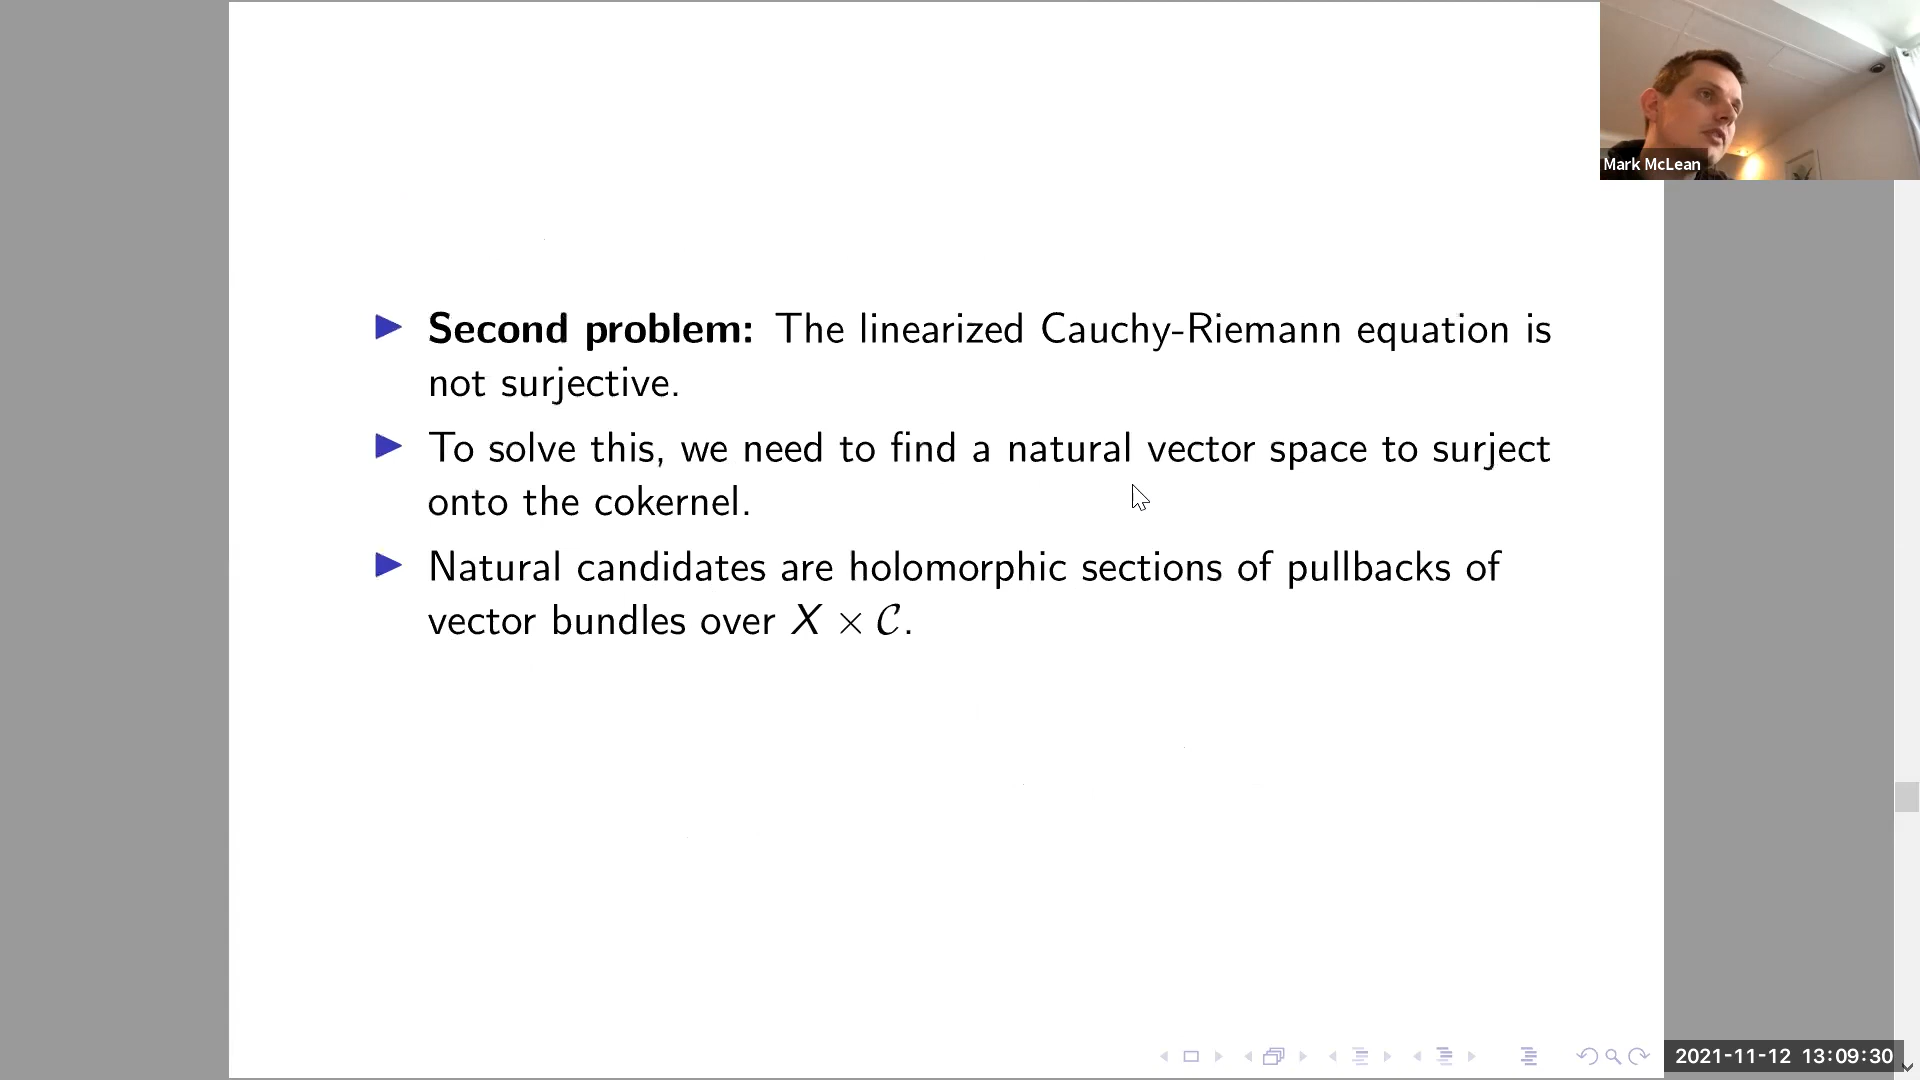 Mark McLean
Second problem: The linearized Cauchy-Riemann equation is
not surjective.
To solve this, we need to find a natural vector space to surject
onto the cokernel.
Natural candidates are holomorphic sections of pullbacks of
vector bundles over X × 𝒞.
2021-11-12 13:09:30